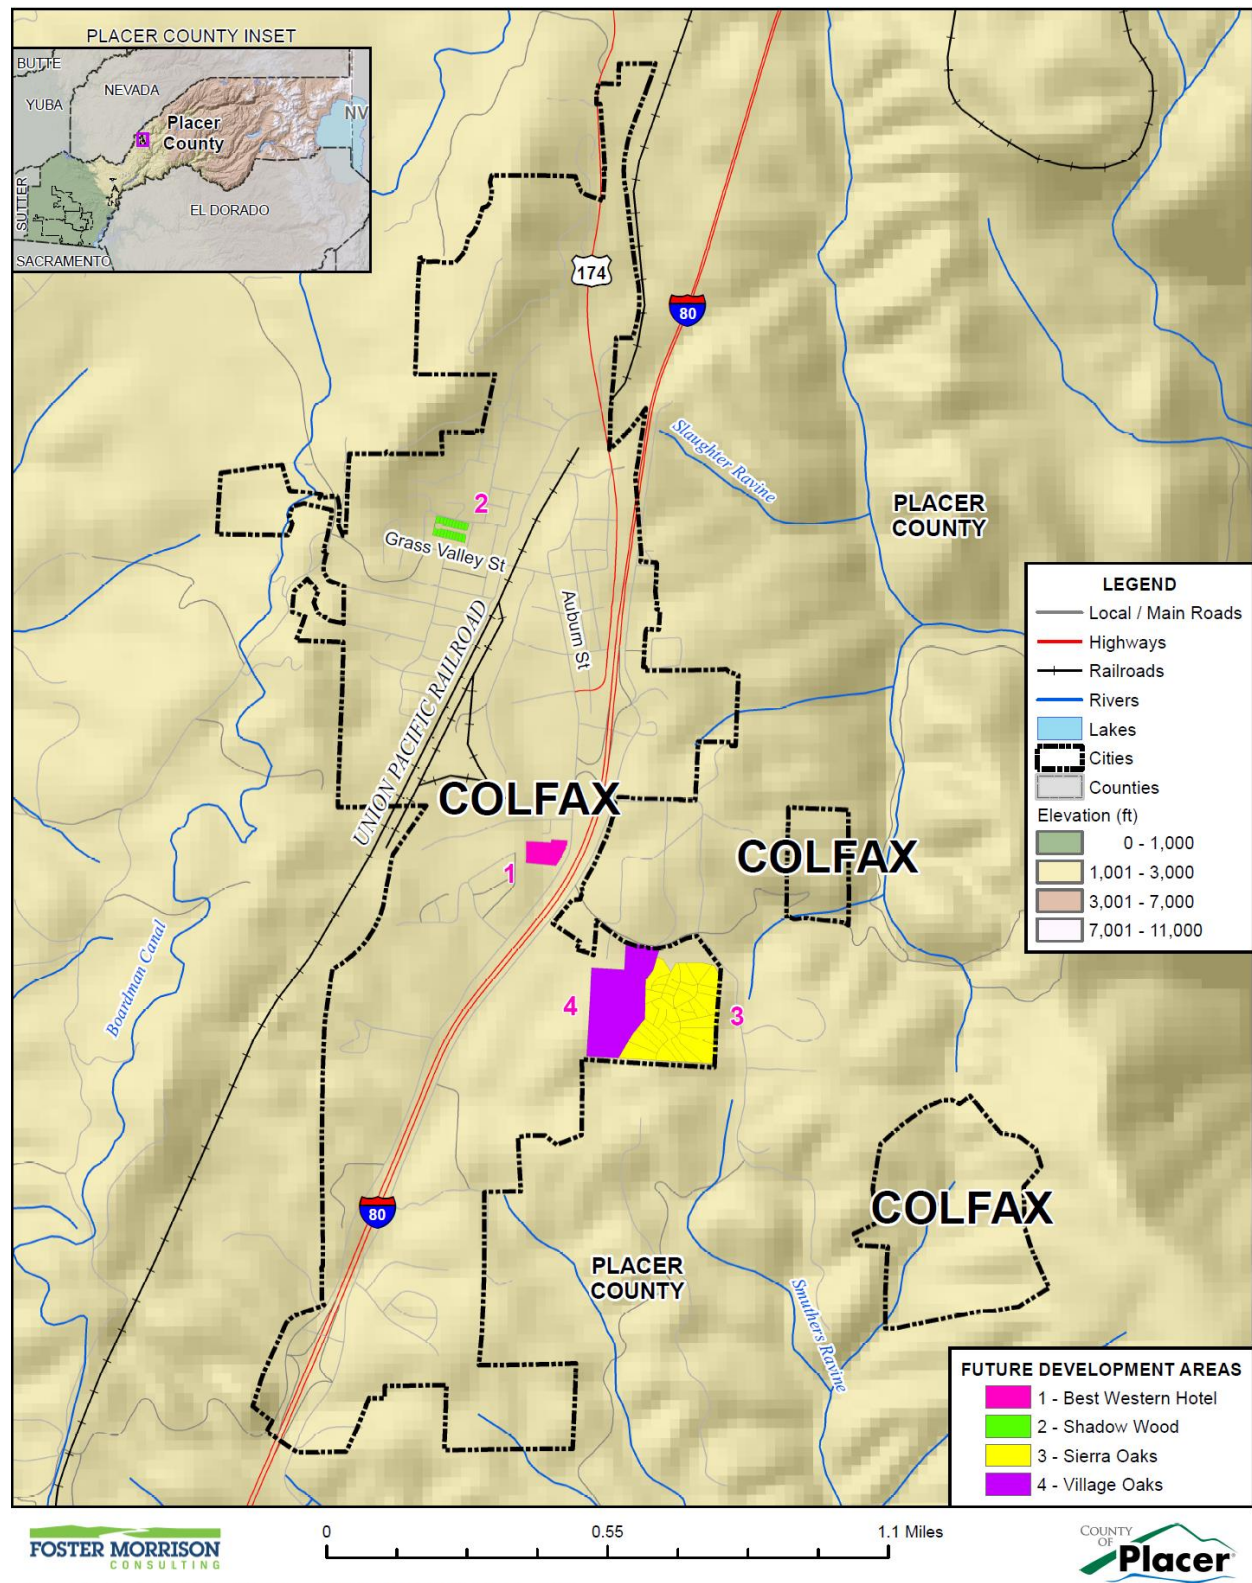 PLACER COUNTY INSET
BUTTE
NEVADA
YUBA
NV
Placer
County
SUTTER
EL DORADO
SACRAMENTO
174
80
Slaughter Ravine
PLACER
COUNTY
2
Grass Valley St
Auburn St
UNION PACIFIC RAILROAD
COLFAX
COLFAX
1
Boardman Canal
4
3
COLFAX
80
PLACER
COUNTY
Smuthers Ravine
LEGEND
Local / Main Roads
Highways
Railroads
Rivers
Lakes
Cities
Counties
Elevation (ft)
0 - 1,000
1,001 - 3,000
3,001 - 7,000
7,001 - 11,000
FUTURE DEVELOPMENT AREAS
1 - Best Western Hotel
2 - Shadow Wood
3 - Sierra Oaks
4 - Village Oaks
FOSTER MORRISON
CONSULTING
0 0.55 1.1 Miles
COUNTY
OF
Placer®